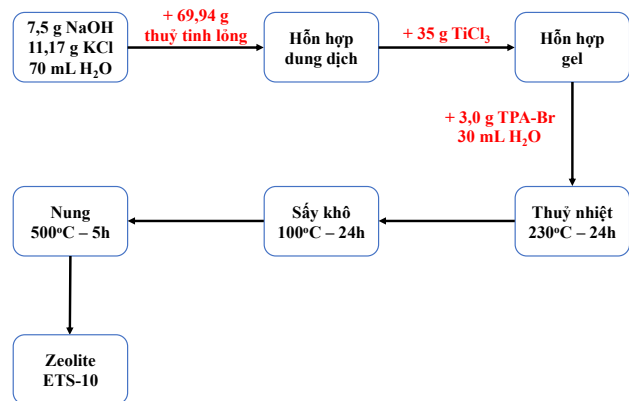 7,5 g NaOH
11,17 g KCl
70 mL H₂O
+ 69,94 g
thuỷ tinh lỏng
Hỗn hợp
dung dịch
+ 35 g TiCl₃
Hỗn hợp
gel
+ 3,0 g TPA-Br
30 mL H₂O
Thuỷ nhiệt
230ᵒC – 24h
Sấy khô
100ᵒC – 24h
Nung
500ᵒC – 5h
Zeolite
ETS-10